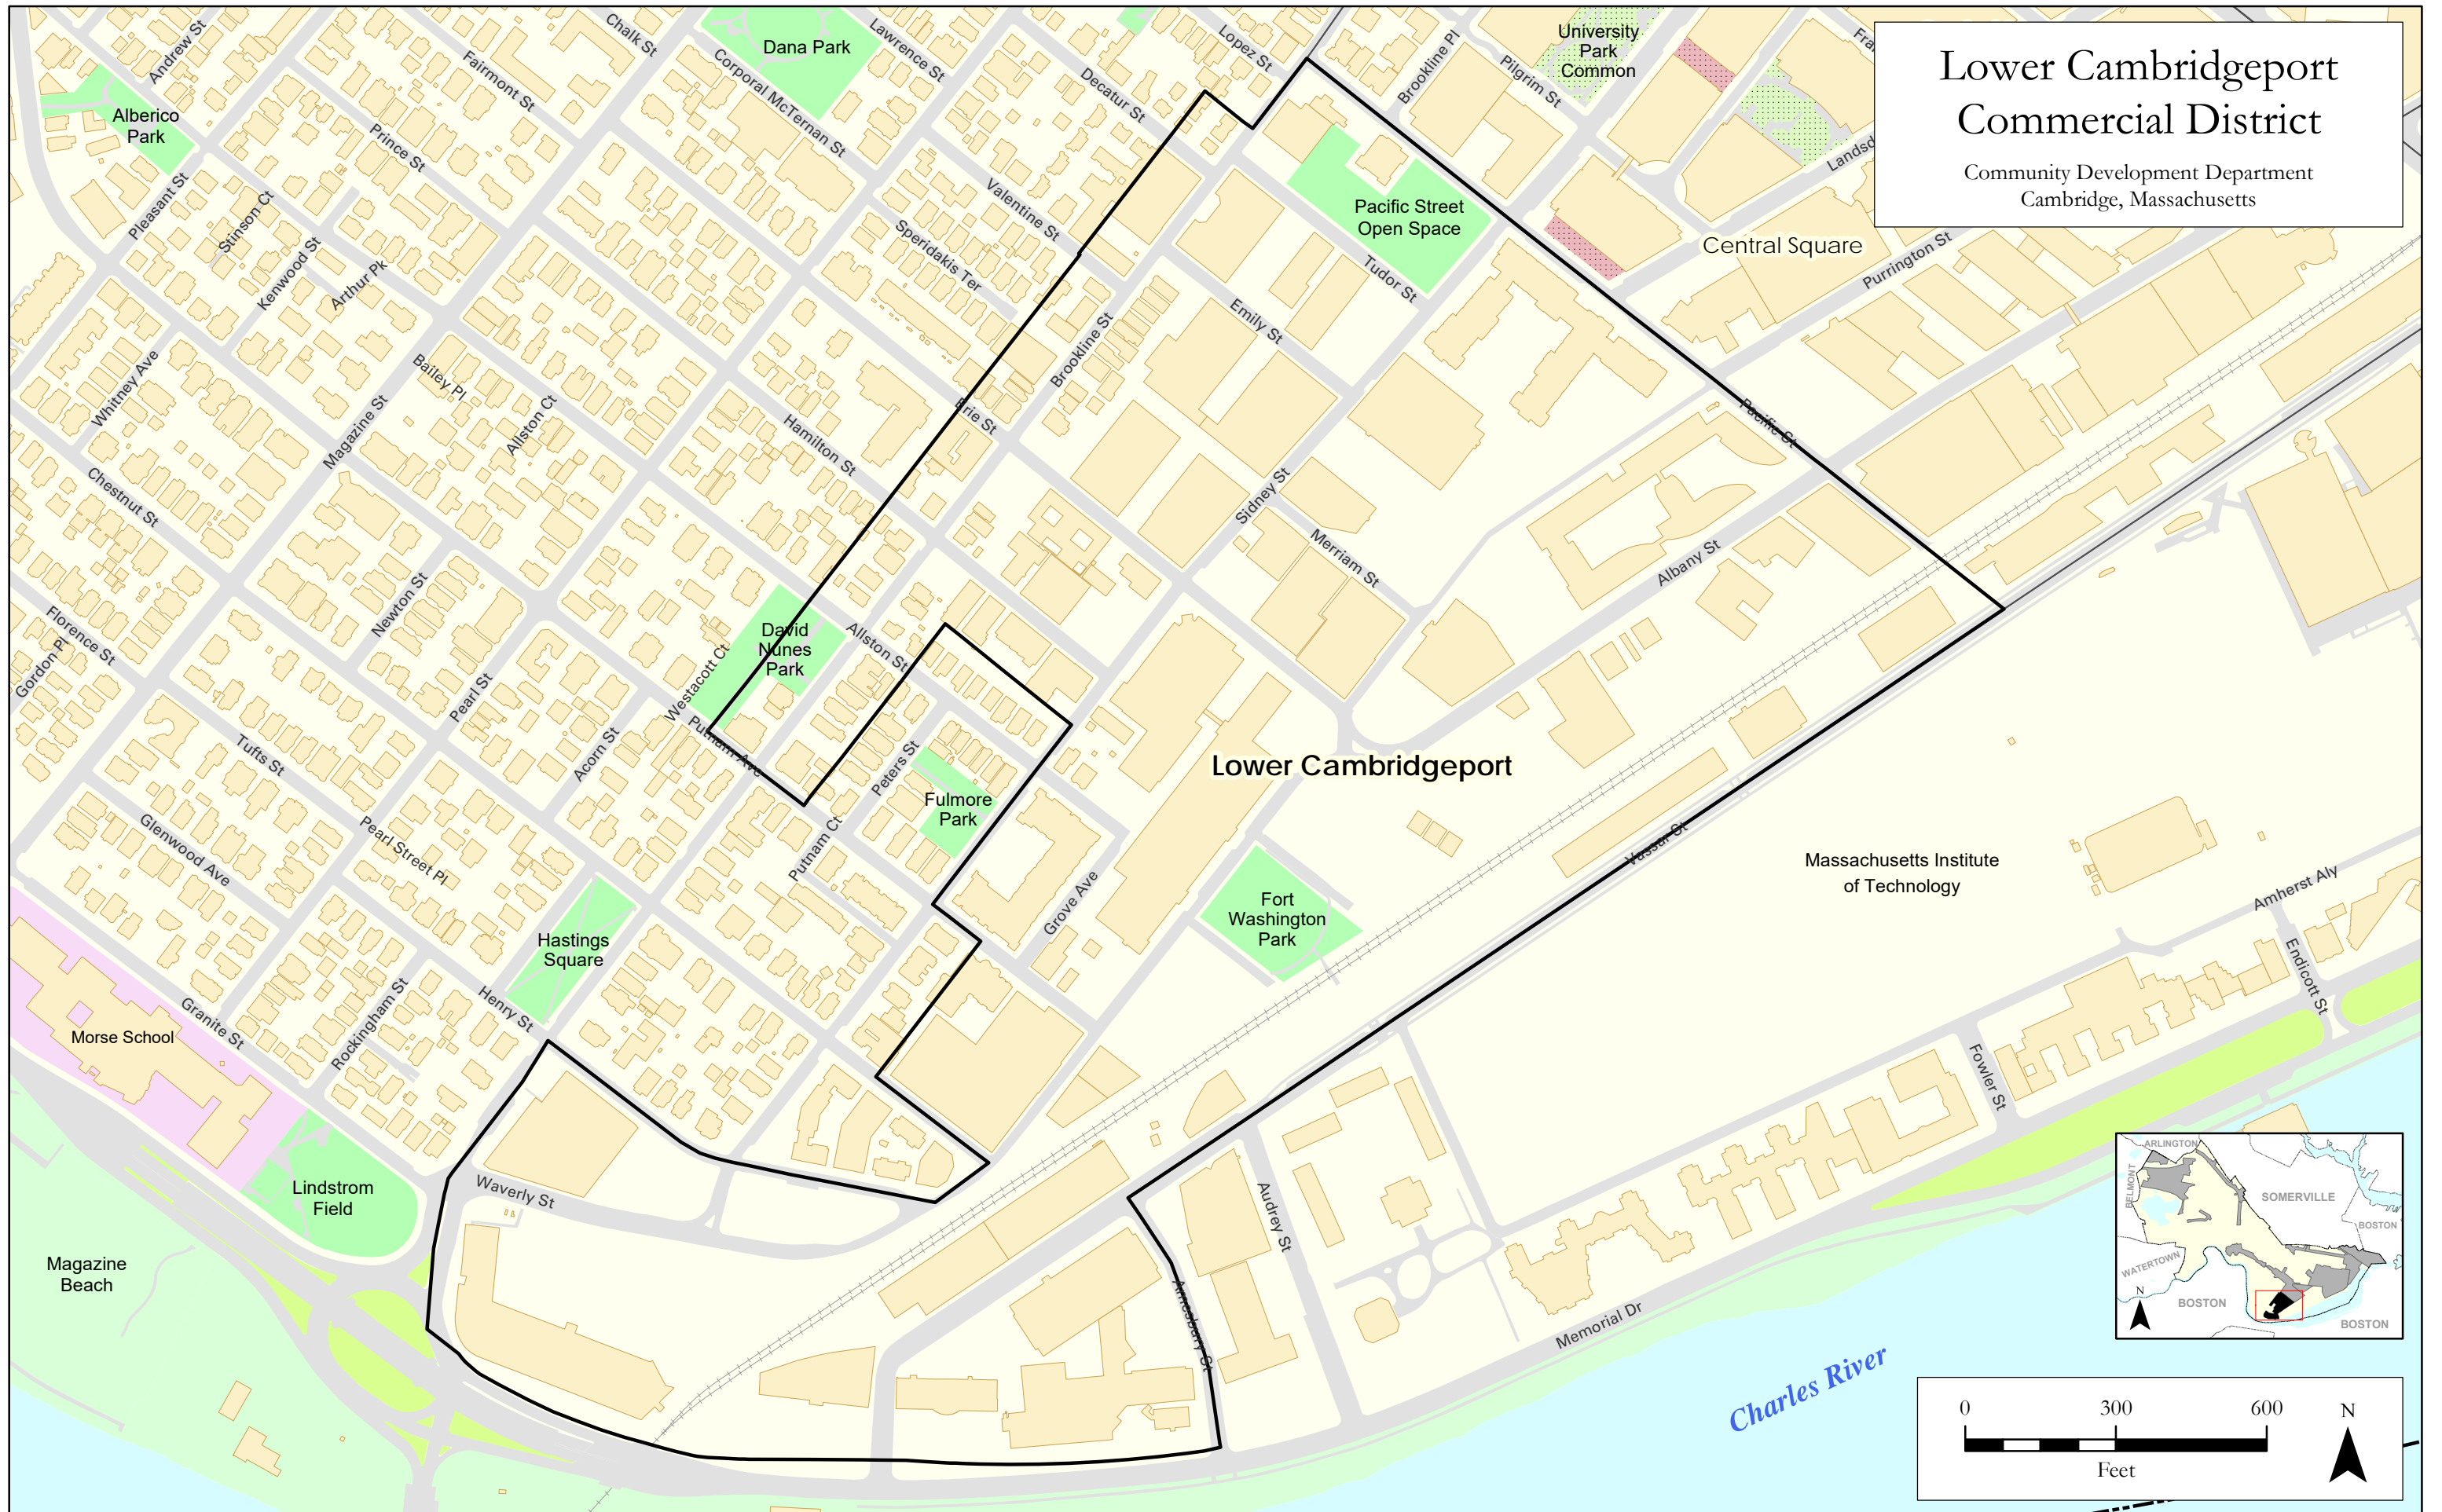 Lower Cambridgeport
Commercial District
Community Development Department
Cambridge, Massachusetts
Andrew St
Chalk St
Fairmont St
Dana Park
Lawrence St
Lopez St
Brookline Pl
University
Park
Common
Pilgrim St
Alberico
Park
Prince St
Corporal McTernan St
Decatur St
Landsd
Pleasant St
Stinson Ct
Kenwood St
Arthur Pk
Valentine St
Speridakis Ter
Pacific Street
Open Space
Tudor St
Central Square
Purrington St
Whitney Ave
Bailey Pl
Magazine St
Allston Ct
Brookline St
Emily St
Erie St
Hamilton St
Pacific St
Chestnut St
Sidney St
Merriam St
Albany St
Newton St
Florence St
Gordon Pl
Pearl St
Westacott Ct
David
Nunes
Park
Allston St
Putnam Ave
Tufts St
Acorn St
Peters St
Fulmore
Park
Lower Cambridgeport
Glenwood Ave
Pearl Street Pl
Putnam Ct
Grove Ave
Vassar St
Massachusetts Institute
of Technology
Amherst Aly
Fort
Washington
Park
Hastings
Square
Endicott St
Granite St
Rockingham St
Henry St
Morse School
Fowler St
Waverly St
Lindstrom
Field
Audrey St
Magazine
Beach
Amesbury St
Memorial Dr
Charles River
ARLINGTON
BELMONT
SOMERVILLE
BOSTON
WATERTOWN
BOSTON
BOSTON
N
0 300 600
Feet
N